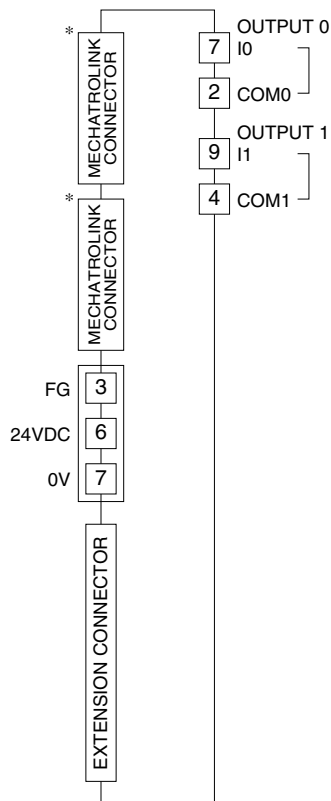 *
MECHATROLINK
CONNECTOR
*
MECHATROLINK
CONNECTOR
FG 3
24VDC 6
0V 7
EXTENSION CONNECTOR
OUTPUT 0
7 I0
2 COM0
OUTPUT 1
9 I1
4 COM1